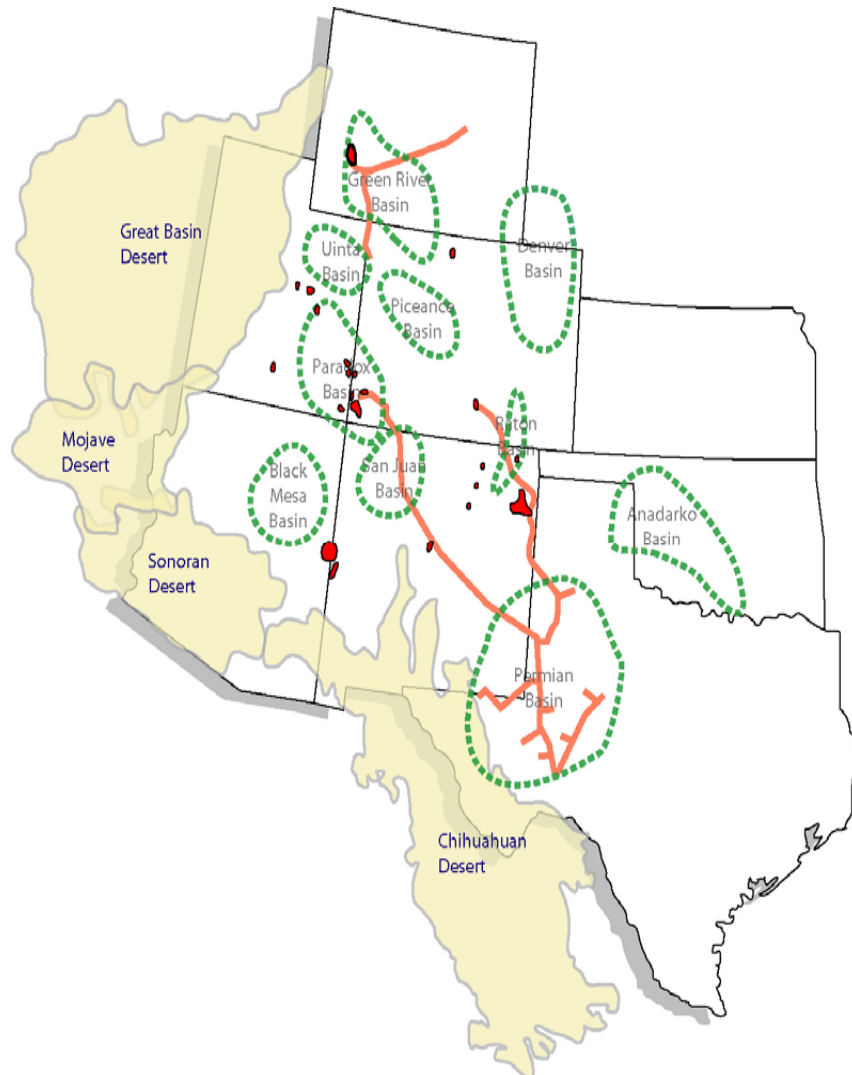 Green River
Basin
Great Basin
Desert
Uinta
Basin
Denver
Basin
Piceance
Basin
Paradox
Basin
Raton
Basin
Mojave
Desert
Black
Mesa
Basin
San Juan
Basin
Anadarko
Basin
Sonoran
Desert
Permian
Basin
Chihuahuan
Desert